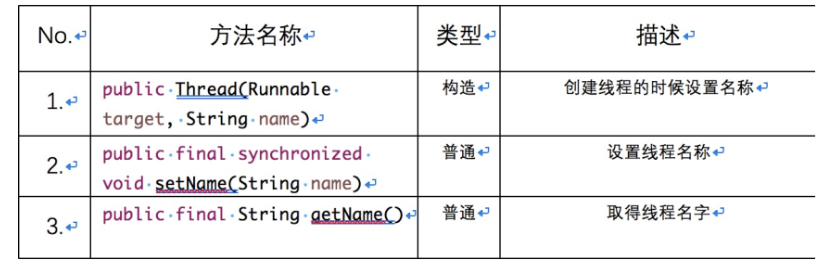 No. 方法名称 类型 描述
1. public Thread(Runnable target, String name) 构造 创建线程的时候设置名称
2. public final synchronized void setName(String name) 普通 设置线程名称
3. public final String getName() 普通 取得线程名字